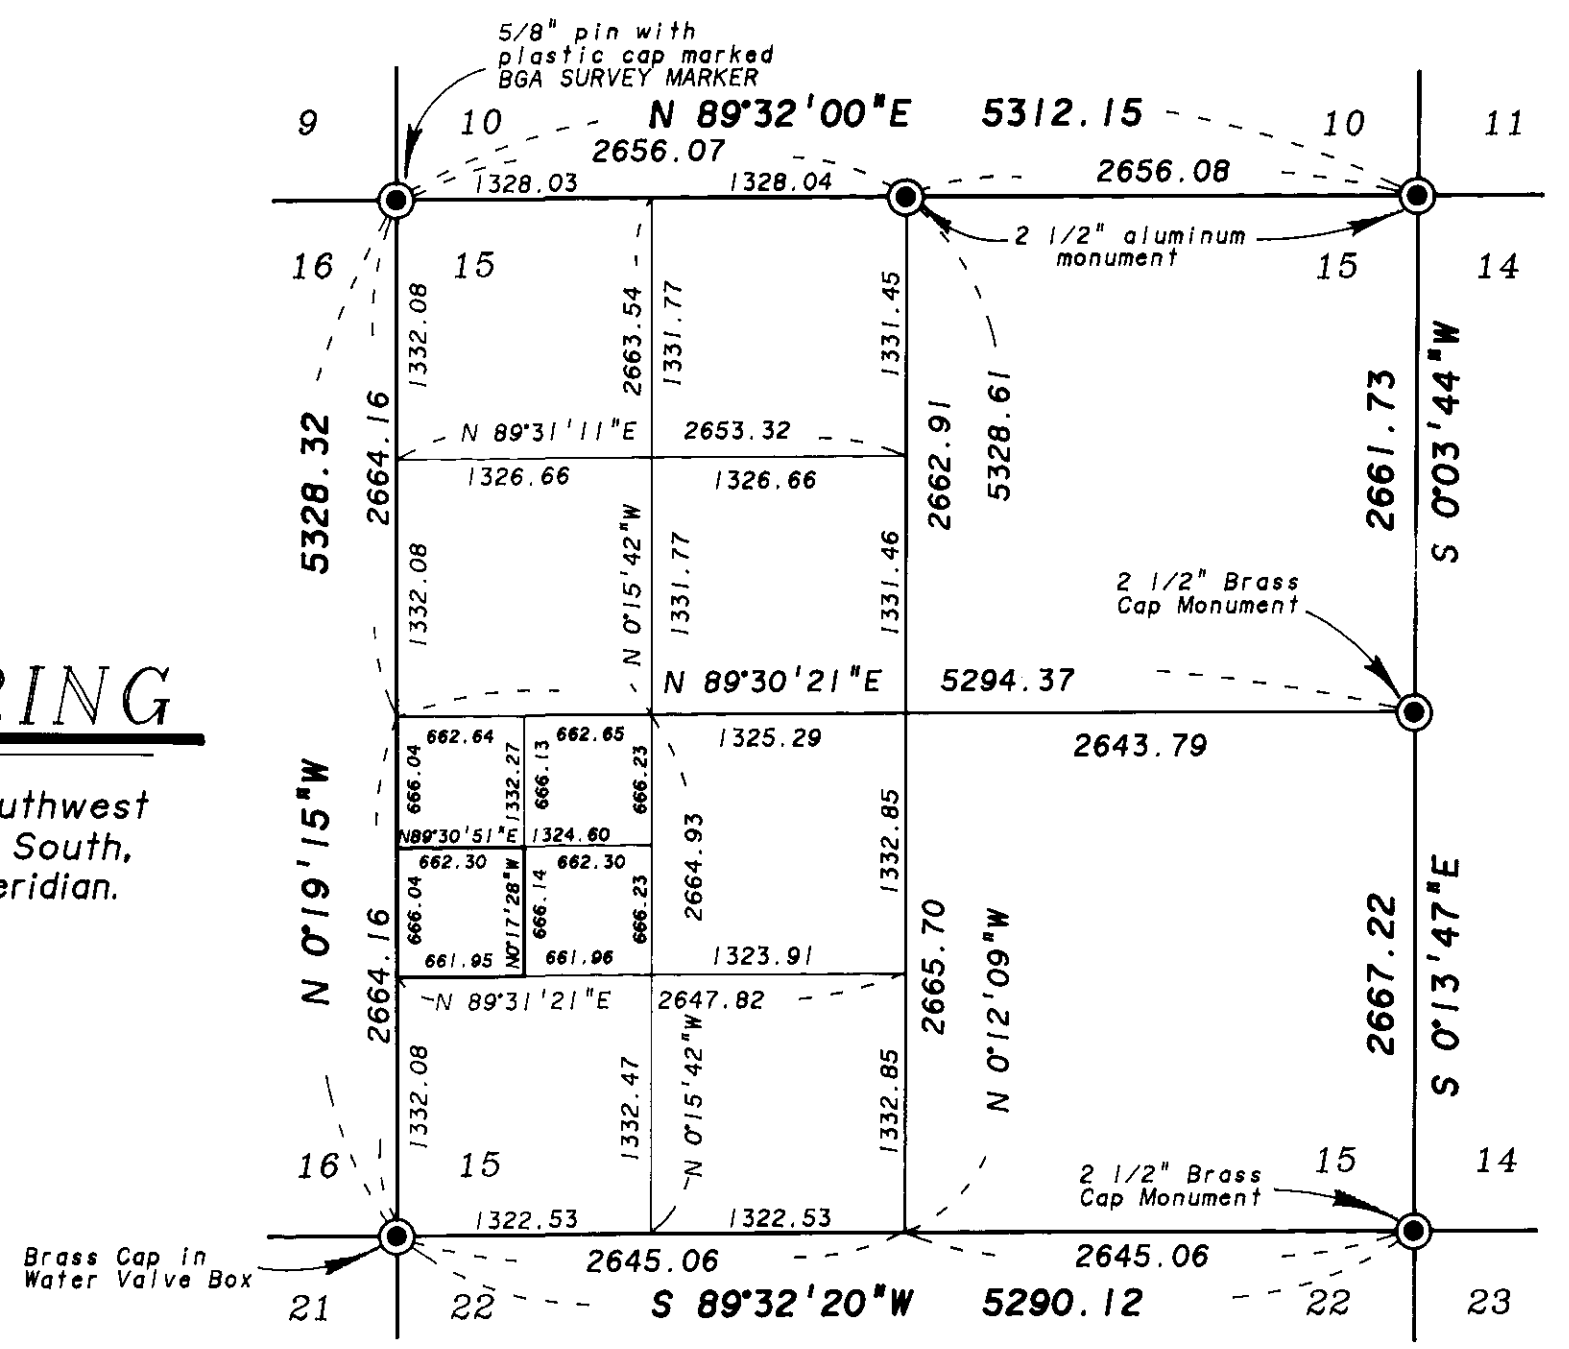 5/8" pin with
plastic cap marked
BGA SURVEY MARKER
9
10
N 89°32'00"E 5312.15
10
11
2656.07
2656.08
1328.03
1328.04
16
15
2 1/2" aluminum
monument
15
14
1332.08
2663.54
1331.77
1331.45
5328.32
2664.16
2662.91
5328.61
2661.73
S 0°03'44"W
N 89°31'11"E 2653.32
1326.66
1326.66
1332.08
N 0°15'42"W
1331.77
1331.46
2 1/2" Brass
Cap Monument
RING
N 89°30'21"E 5294.37
662.64
662.65
1325.29
2643.79
666.04
1332.27
666.13
666.23
uthwest
South,
eridian.
N 0°19'15"W
N89°30'51"E 1324.60
662.30
662.30
666.04
N0°17'28"W
666.14
666.23
2664.93
1332.85
661.95
661.96
1323.91
2664.16
N 89°31'21"E 2647.82
2665.70
N 0°12'09"W
2667.22
S 0°13'47"E
1332.08
1332.47
N 0°15'42"W
1332.85
16
15
2 1/2" Brass
Cap Monument
15
14
1322.53
1322.53
Brass Cap in
Water Valve Box
2645.06
2645.06
21
22
S 89°32'20"W 5290.12
22
23